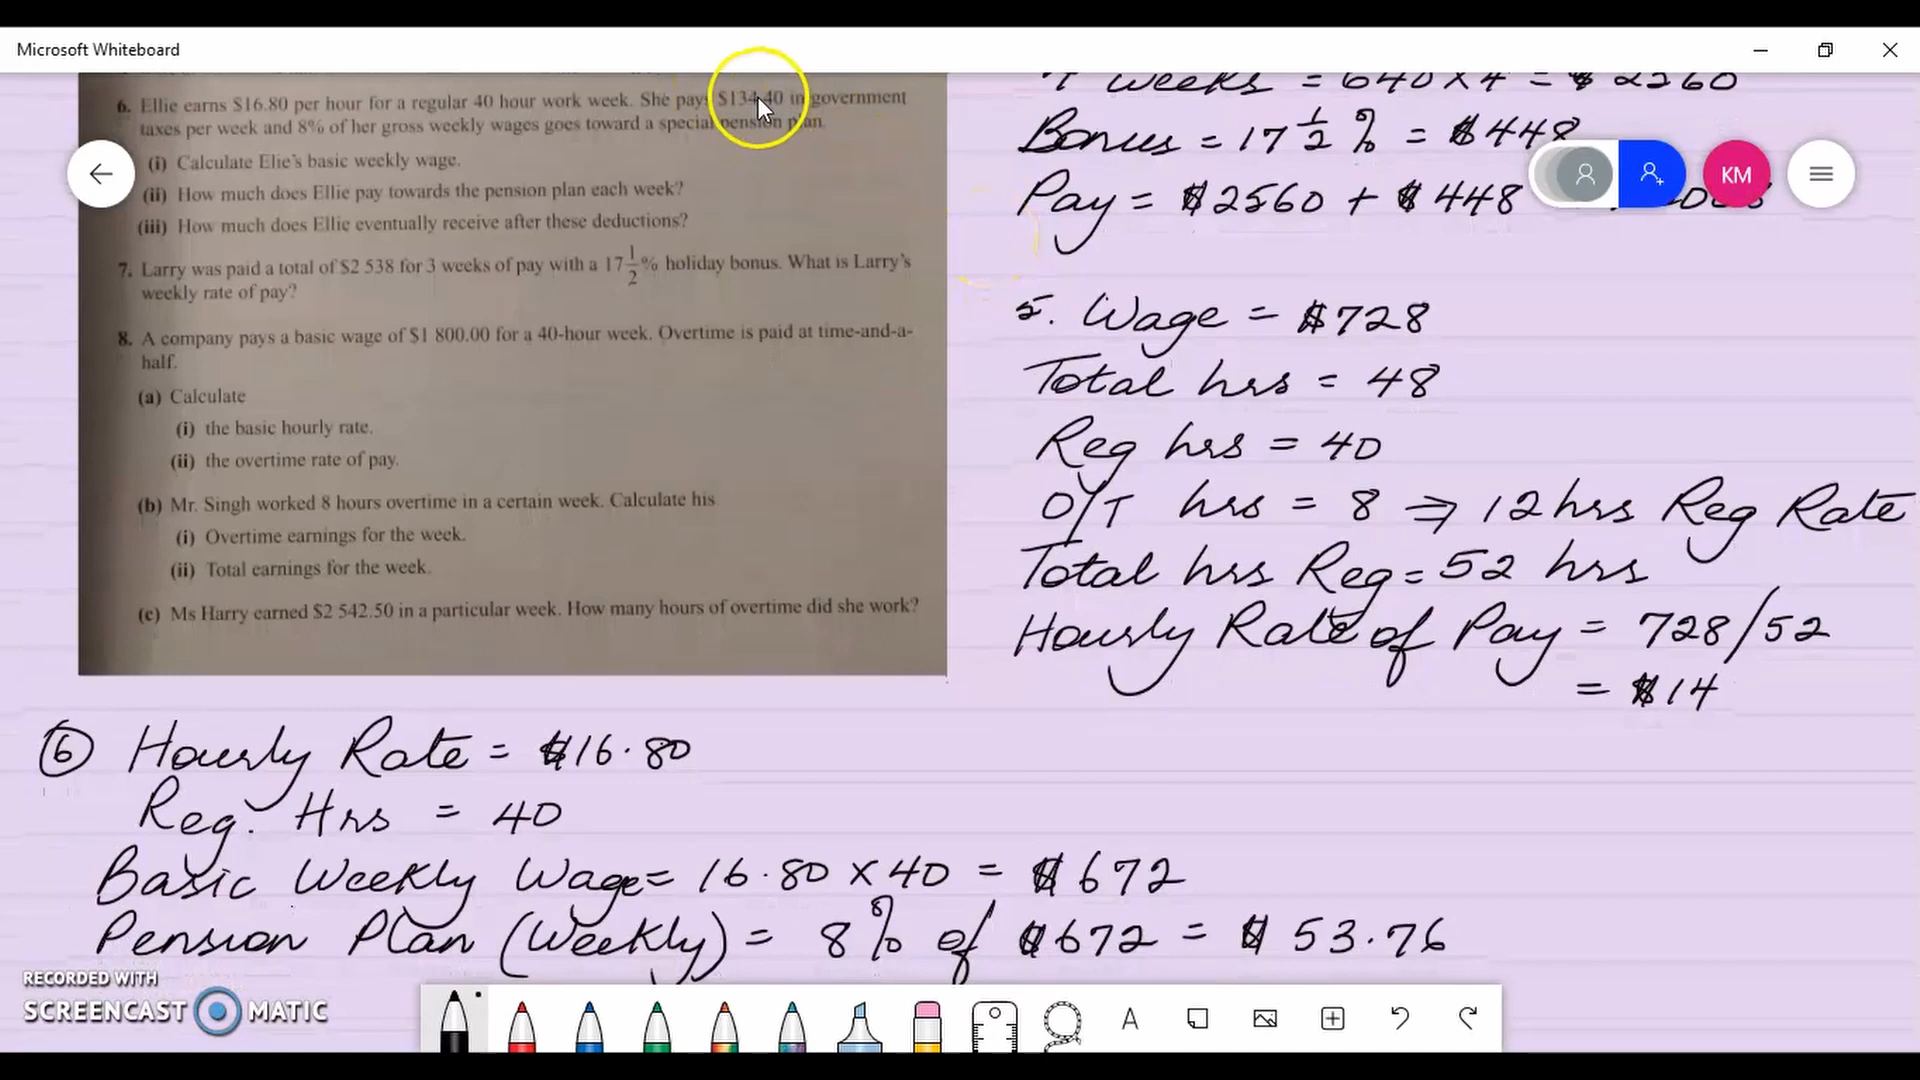 Microsoft Whiteboard
6. Ellie earns $16.80 per hour for a regular 40 hour work week. She pays $134.40 in government
taxes per week and 8% of her gross weekly wages goes toward a special pension plan.
(i) Calculate Elie's basic weekly wage.
(ii) How much does Ellie pay towards the pension plan each week?
(iii) How much does Ellie eventually receive after these deductions?
7. Larry was paid a total of $2 538 for 3 weeks of pay with a 17 1/2% holiday bonus. What is Larry's
weekly rate of pay?
8. A company pays a basic wage of $1 800.00 for a 40-hour week. Overtime is paid at time-and-a-
half.
(a) Calculate
(i) the basic hourly rate.
(ii) the overtime rate of pay.
(b) Mr. Singh worked 8 hours overtime in a certain week. Calculate his
(i) Overtime earnings for the week.
(ii) Total earnings for the week.
(c) Ms Harry earned $2 542.50 in a particular week. How many hours of overtime did she work?
4 weeks = 640 x 4 = $2560
Bonus = 17 1/2 % = $448
Pay = $2560 + $448
KM
5. Wage = $728
Total hrs = 48
Reg hrs = 40
O/T hrs = 8 ⇒ 12 hrs Reg Rate
Total hrs Reg = 52 hrs
Hourly Rate of Pay = 728/52
= $14
6 Hourly Rate = $16.80
Reg. Hrs = 40
Basic Weekly Wage = 16.80 x 40 = $672
Pension Plan (Weekly) = 8% of $672 = $53.76
RECORDED WITH
SCREENCAST MATIC